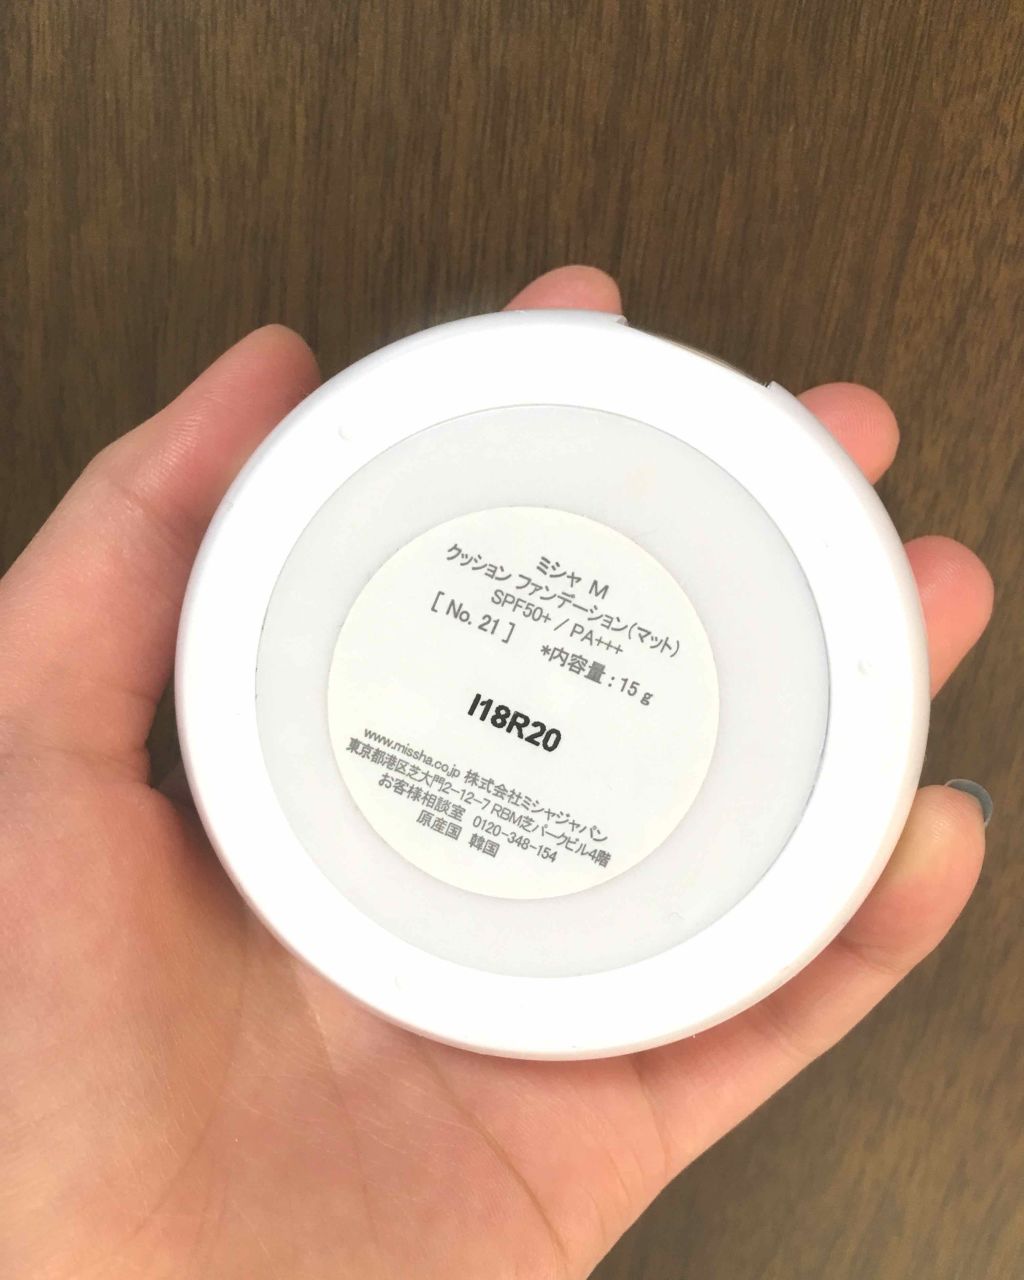 ミシャ M
クッション ファンデーション(マット)
SPF50+ / PA+++
[ No. 21 ] *内容量:15 g
I18R20
www.missha.co.jp 株式会社ミシャジャパン
東京都港区芝大門2-12-7 RBM芝パークビル4階
お客様相談室 0120-348-154
原産国 韓国